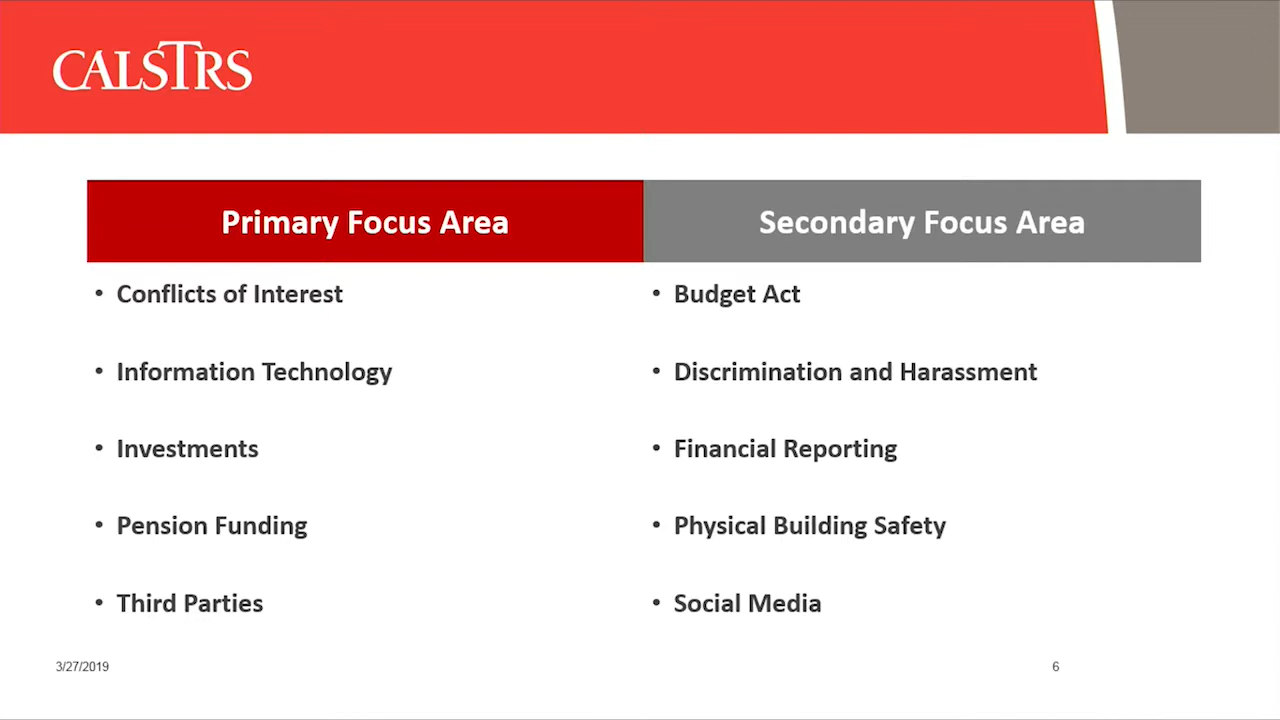 CALSTRS
Primary Focus Area
Secondary Focus Area
• Conflicts of Interest
• Information Technology
• Investments
• Pension Funding
• Third Parties
• Budget Act
• Discrimination and Harassment
• Financial Reporting
• Physical Building Safety
• Social Media
3/27/2019
6